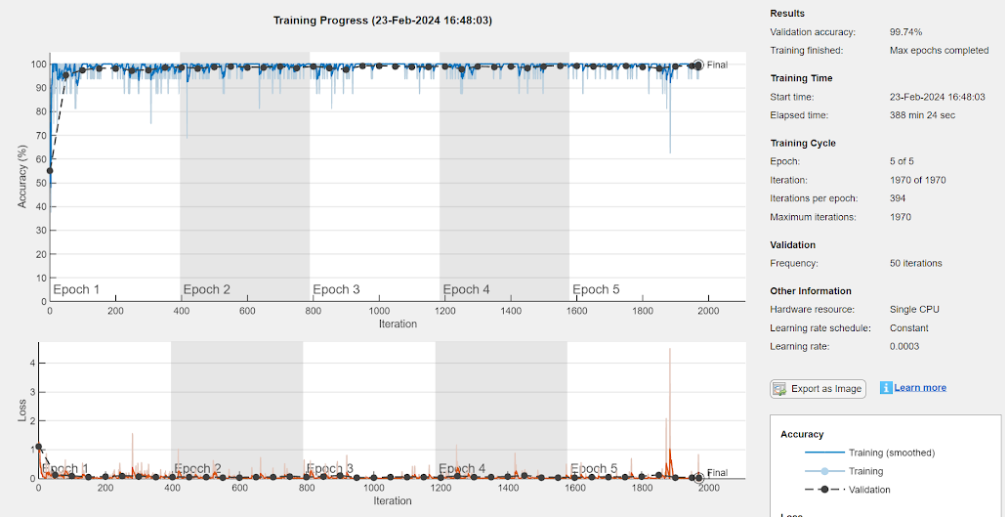 Training Progress (23-Feb-2024 16:48:03)
Accuracy (%)
100
90
80
70
60
50
40
30
20
10
0
Final
Epoch 1
Epoch 2
Epoch 3
Epoch 4
Epoch 5
0 200 400 600 800 1000 1200 1400 1600 1800 2000
Iteration
Loss
4
3
2
1
0
Final
Epoch 1
Epoch 2
Epoch 3
Epoch 4
Epoch 5
0 200 400 600 800 1000 1200 1400 1600 1800 2000
Iteration
Results
Validation accuracy: 99.74%
Training finished: Max epochs completed
Training Time
Start time: 23-Feb-2024 16:48:03
Elapsed time: 388 min 24 sec
Training Cycle
Epoch: 5 of 5
Iteration: 1970 of 1970
Iterations per epoch: 394
Maximum iterations: 1970
Validation
Frequency: 50 iterations
Other Information
Hardware resource: Single CPU
Learning rate schedule: Constant
Learning rate: 0.0003
Export as Image
i Learn more
Accuracy
Training (smoothed)
Training
Validation
Loss